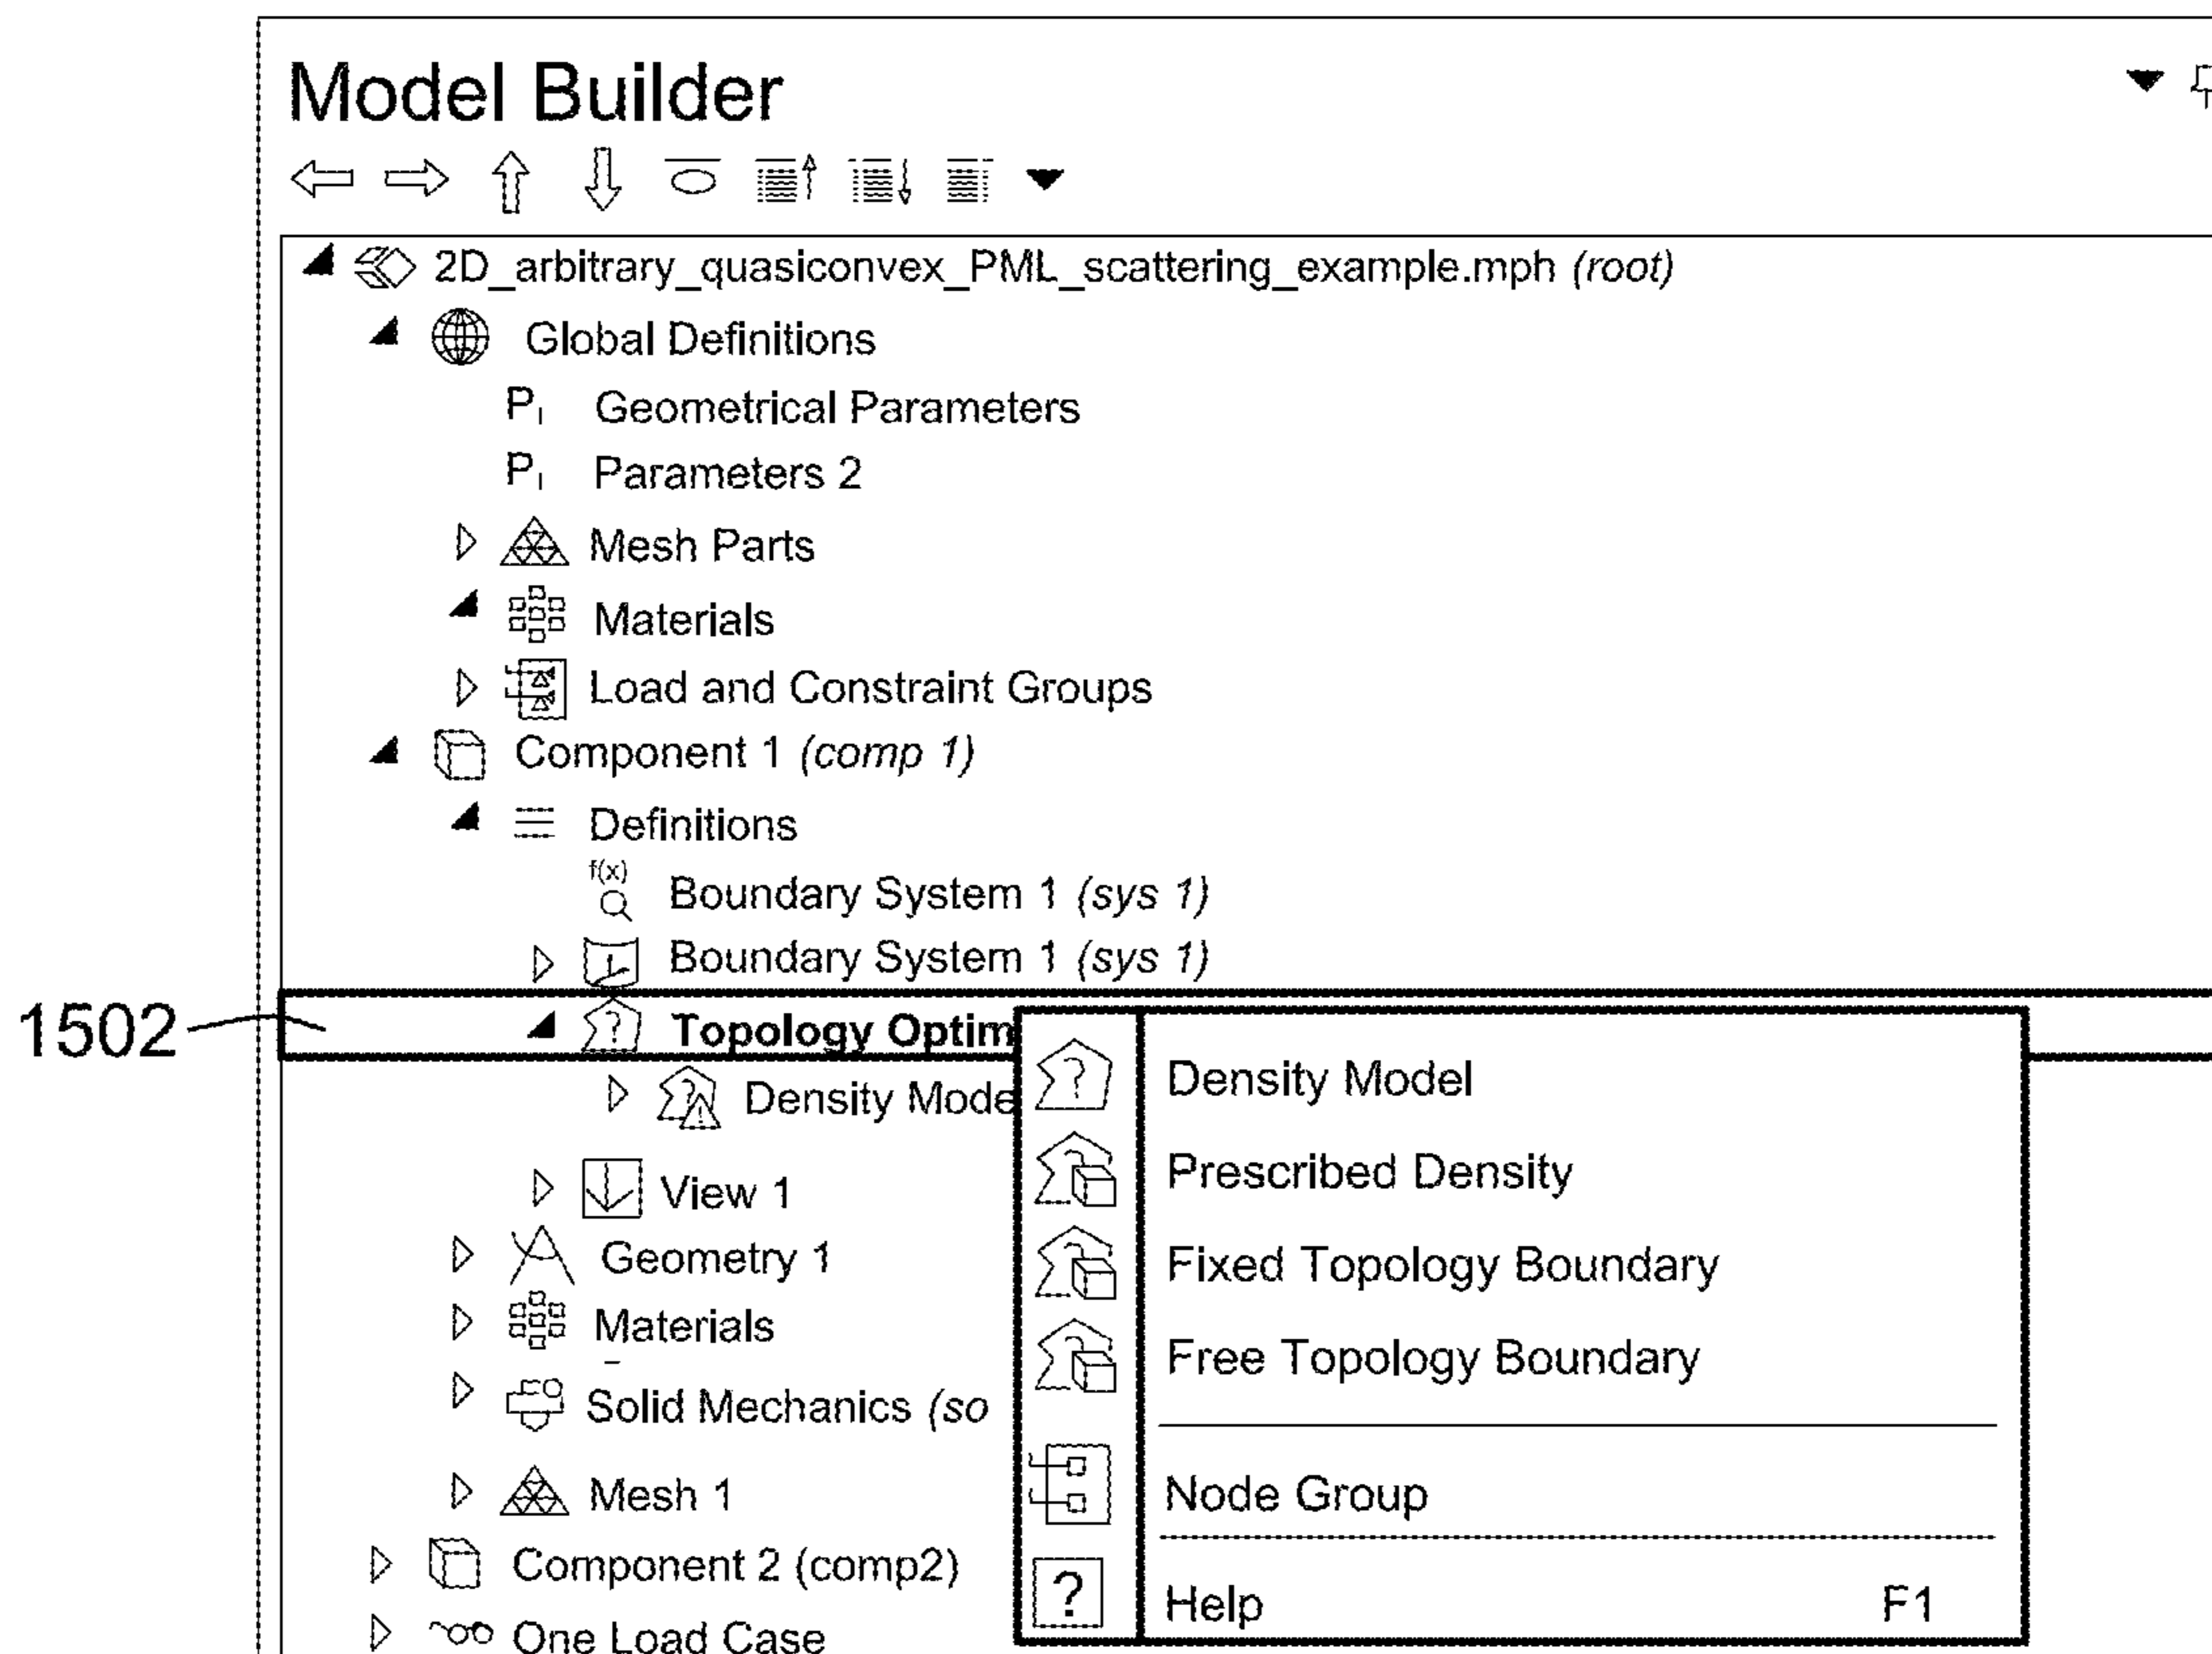 Model Builder
2D_arbitrary_quasiconvex_PML_scattering_example.mph (root)
Global Definitions
Pı Geometrical Parameters
Pı Parameters 2
Mesh Parts
Materials
Load and Constraint Groups
Component 1 (comp 1)
Definitions
f(x)
Boundary System 1 (sys 1)
Boundary System 1 (sys 1)
1502
? Topology Optim
Density Mode
View 1
Geometry 1
Materials
Solid Mechanics (so
Mesh 1
Component 2 (comp2)
One Load Case
? Density Model
Prescribed Density
Fixed Topology Boundary
Free Topology Boundary
Node Group
? Help F1